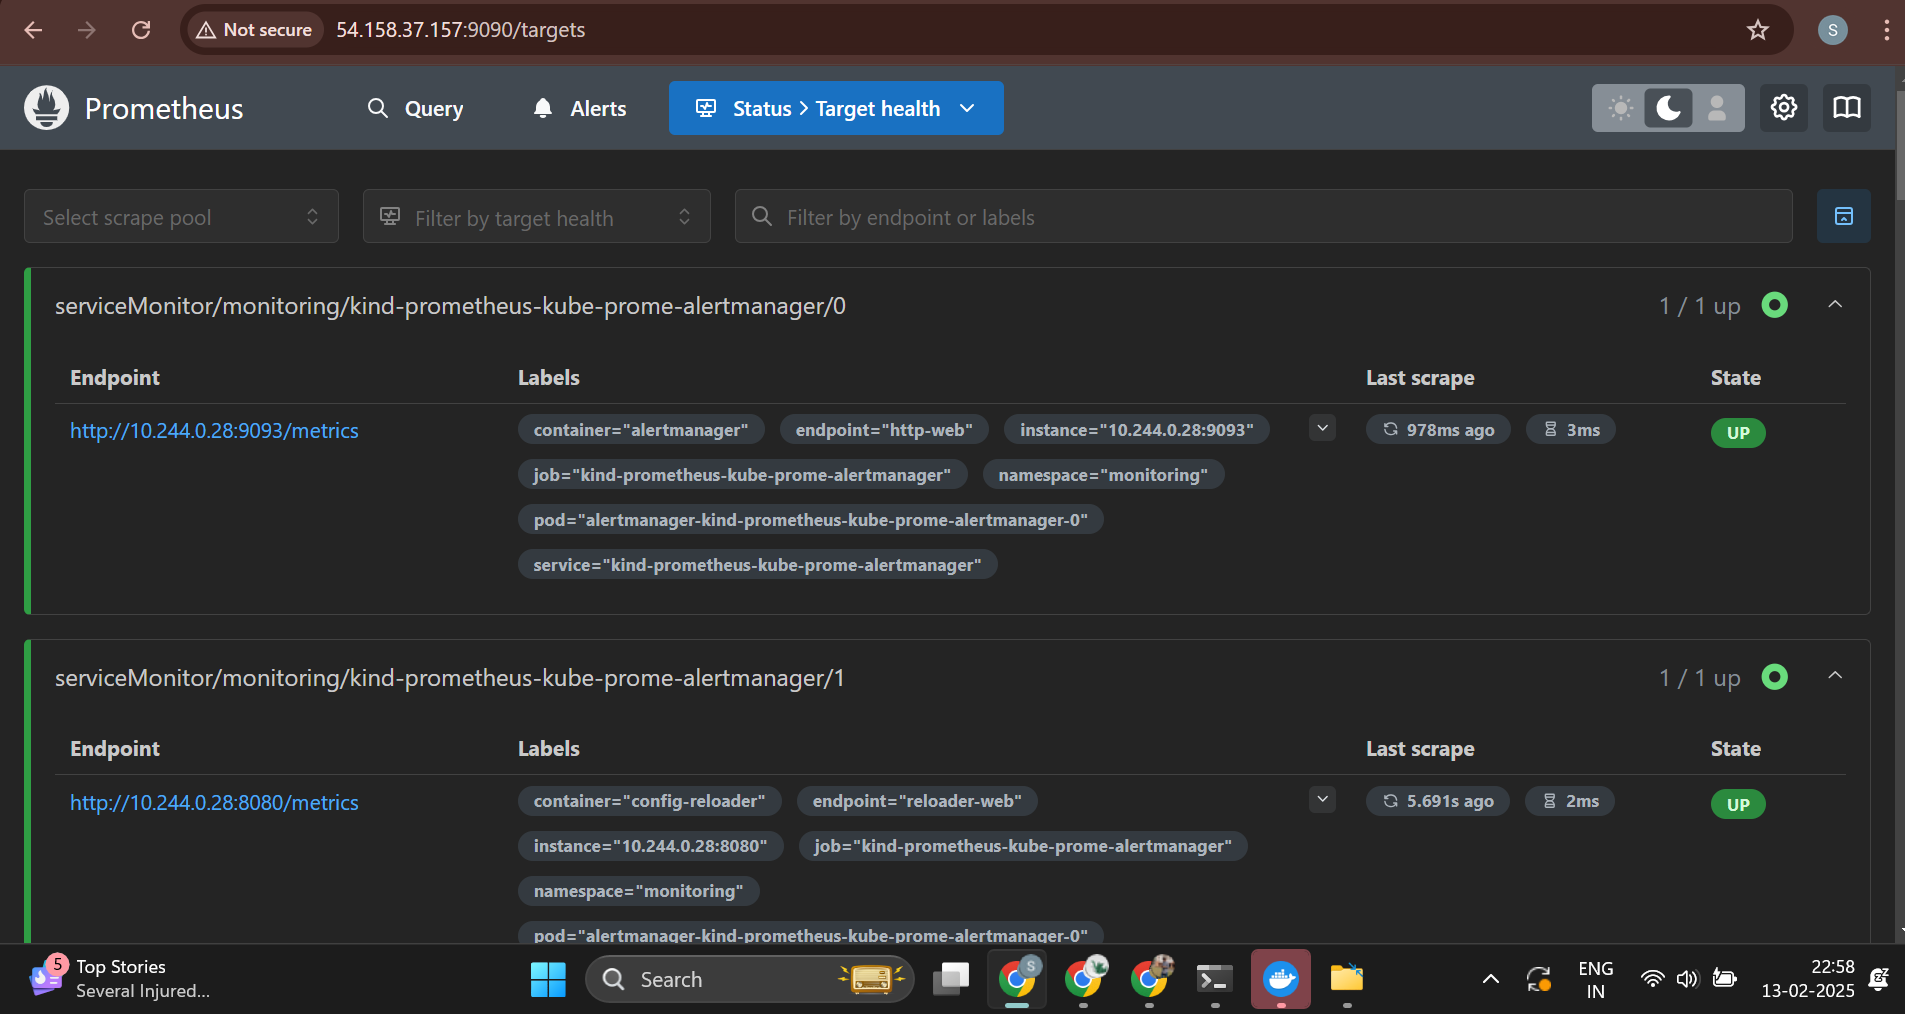 Not secure 54.158.37.157:9090/targets S
Prometheus Query Alerts Status > Target health
Select scrape pool Filter by target health Filter by endpoint or labels
serviceMonitor/monitoring/kind-prometheus-kube-prome-alertmanager/0 1 / 1 up
Endpoint Labels Last scrape State
http://10.244.0.28:9093/metrics container="alertmanager" endpoint="http-web" instance="10.244.0.28:9093" 978ms ago 3ms UP
job="kind-prometheus-kube-prome-alertmanager" namespace="monitoring"
pod="alertmanager-kind-prometheus-kube-prome-alertmanager-0"
service="kind-prometheus-kube-prome-alertmanager"
serviceMonitor/monitoring/kind-prometheus-kube-prome-alertmanager/1 1 / 1 up
Endpoint Labels Last scrape State
http://10.244.0.28:8080/metrics container="config-reloader" endpoint="reloader-web" 5.691s ago 2ms UP
instance="10.244.0.28:8080" job="kind-prometheus-kube-prome-alertmanager"
namespace="monitoring"
pod="alertmanager-kind-prometheus-kube-prome-alertmanager-0"
5 Top Stories
Several Injured...
Search
S
ENG
IN
22:58
13-02-2025